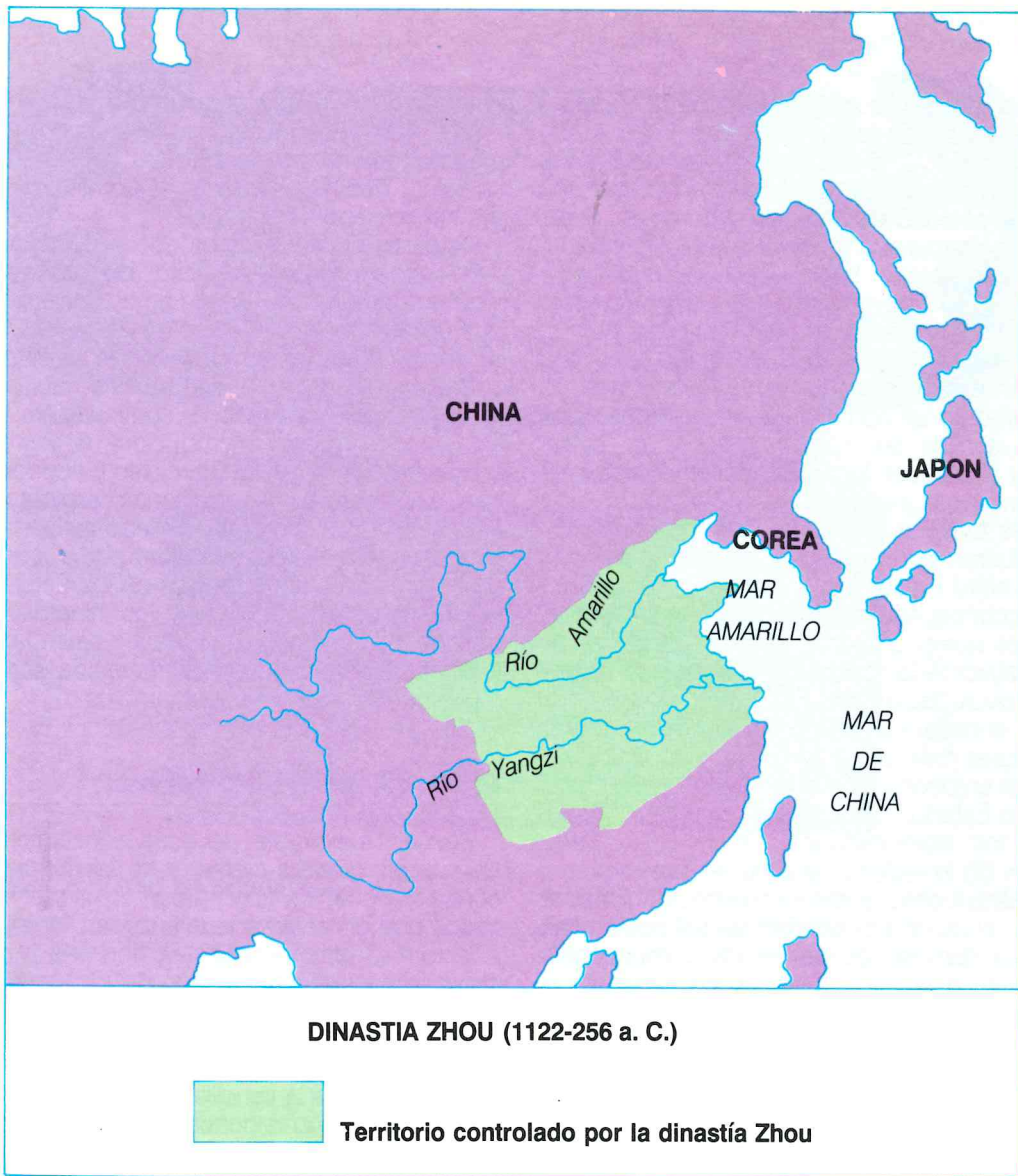 CHINA
JAPON
COREA
Río Amarillo
MAR
AMARILLO
Río Yangzi
MAR
DE
CHINA
DINASTIA ZHOU (1122-256 a. C.)
Territorio controlado por la dinastía Zhou